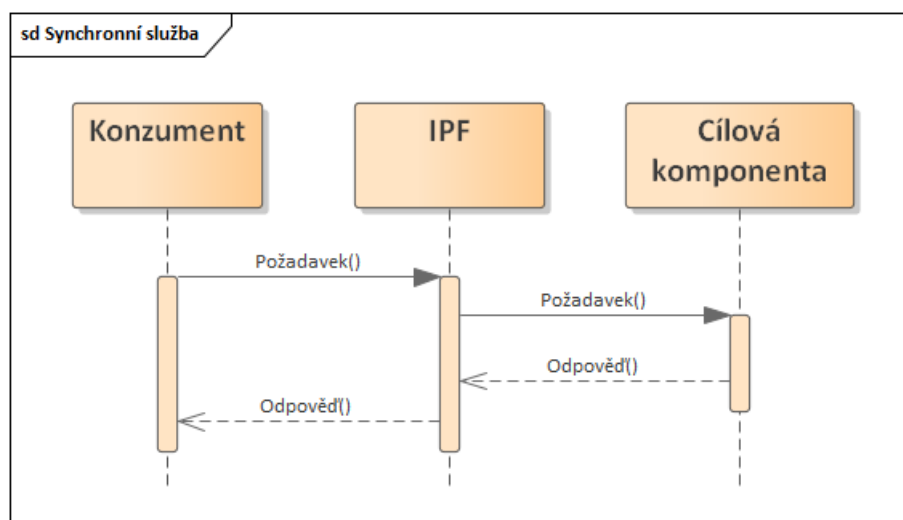 sd Synchronní služba
Konzument
IPF
Cílová
komponenta
Požadavek()
Požadavek()
Odpověď()
Odpověď()